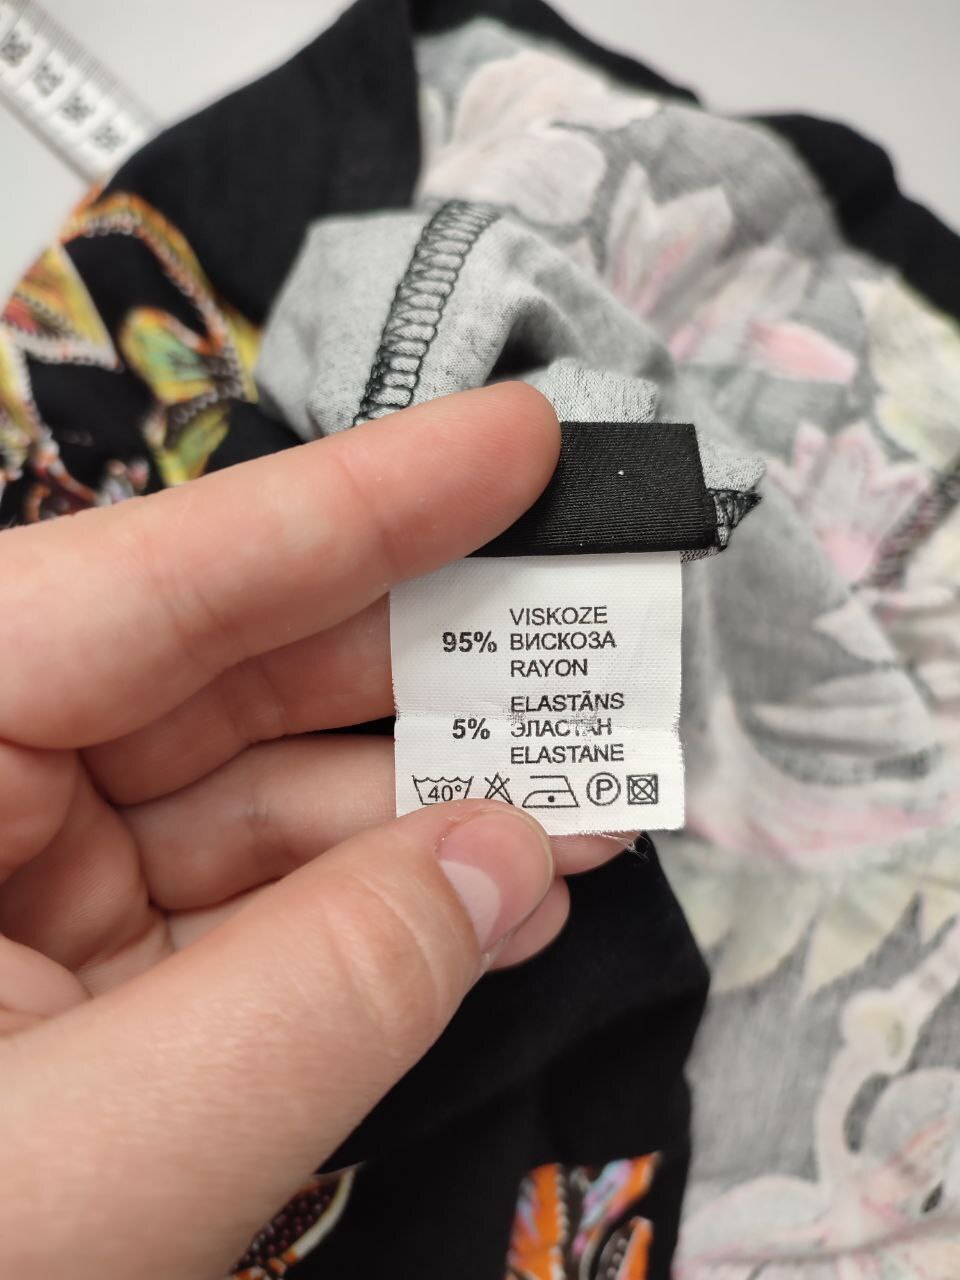 VISKOZE
95% ВИСКОЗА
RAYON
ELASTĀNS
5% ЭЛАСТАН
ELASTANE
40° P